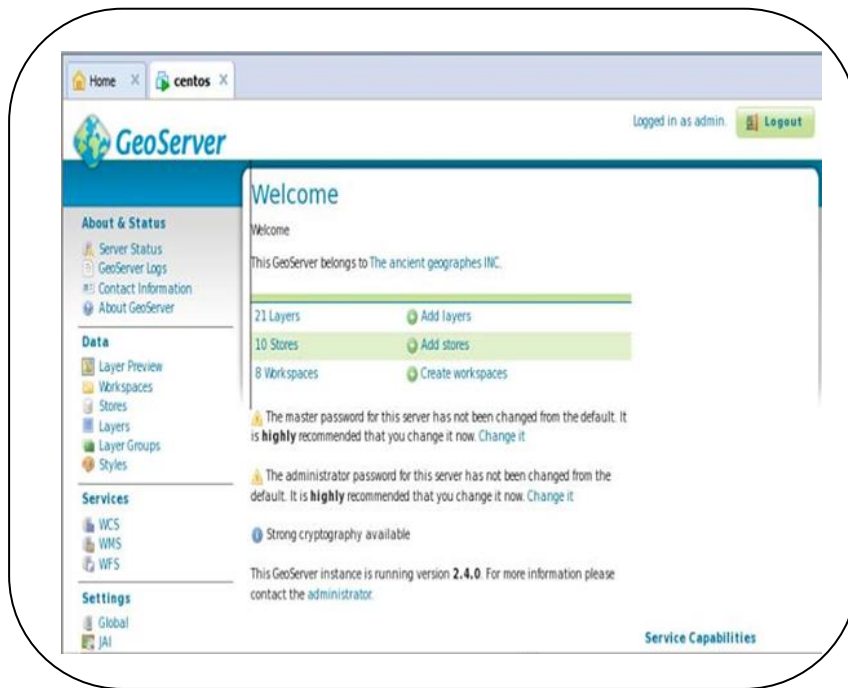 Home
centos
GeoServer
Logged in as admin.
Logout
About & Status
Server Status
GeoServer Logs
Contact Information
About GeoServer
Data
Layer Preview
Workspaces
Stores
Layers
Layer Groups
Styles
Services
WCS
WMS
WFS
Settings
Global
JAI
Welcome
Welcome
This GeoServer belongs to The ancient geographes INC.
21 Layers Add layers
10 Stores Add stores
8 Workspaces Create workspaces
The master password for this server has not been changed from the default. It
is highly recommended that you change it now. Change it
The administrator password for this server has not been changed from the
default. It is highly recommended that you change it now. Change it
Strong cryptography available
This GeoServer instance is running version 2.4.0. For more information please
contact the administrator.
Service Capabilities